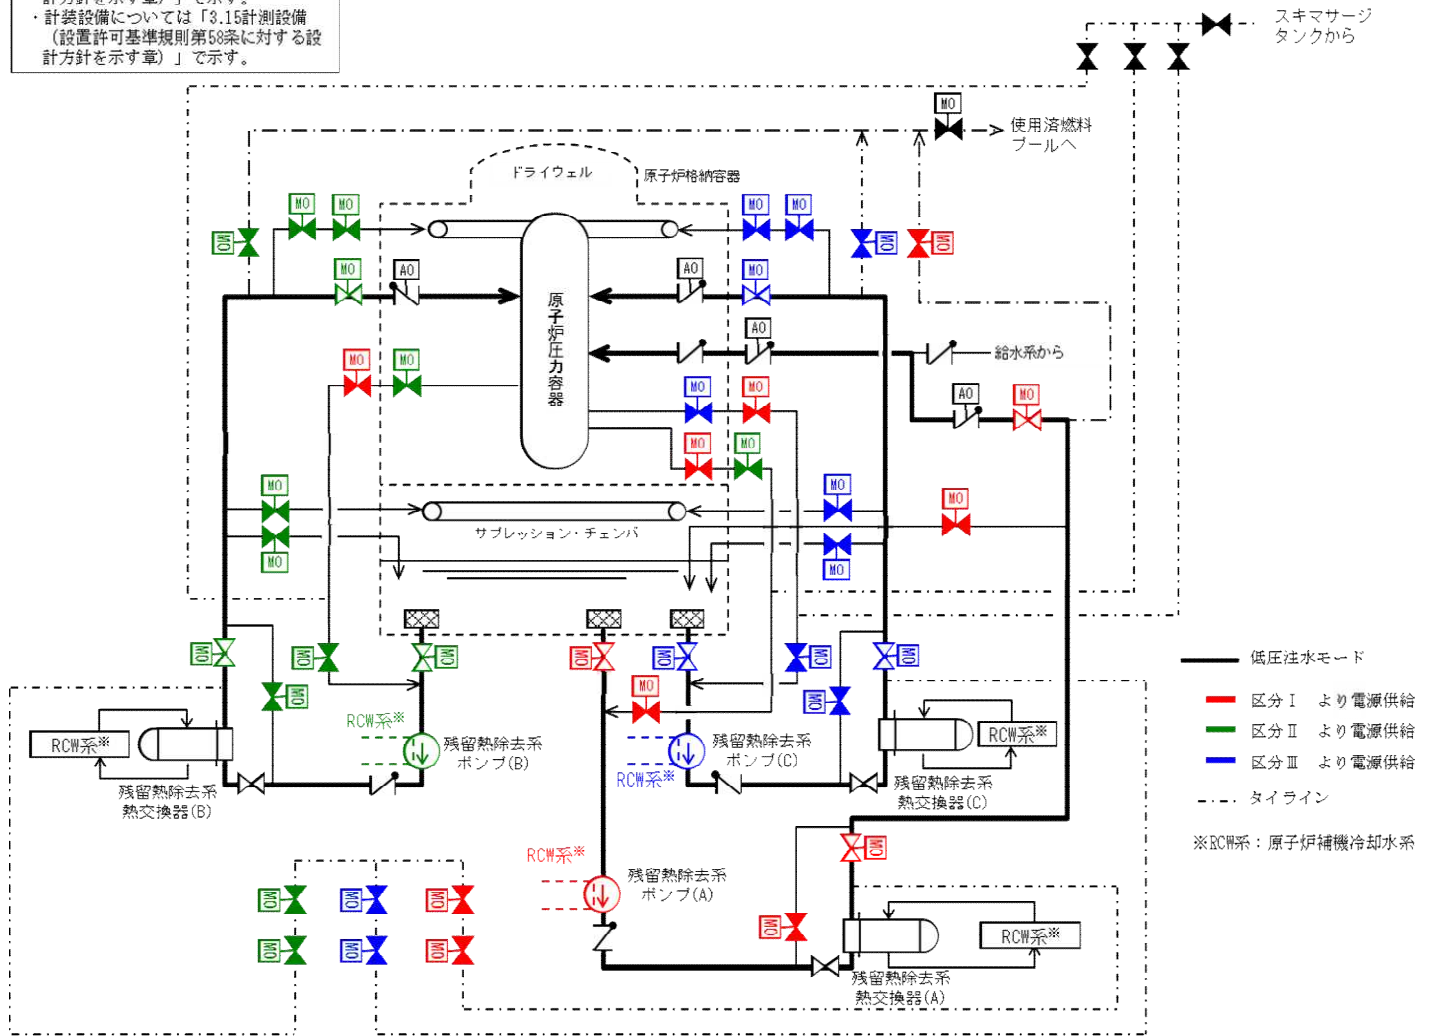 ・計装設備については「3.15計測設備
（設置許可基準規則第58条に対する設
計方針を示す章）」で示す。
スキマサージ
タンクから
MO
使用済燃料
プールへ
ドライウェル
原子炉格納容器
MO
MO
MO
MO
MO
MO
MO
MO
AO
AO
MO
原子炉圧力容器
AO
給水系から
MO
MO
MO
MO
AO
MO
MO
MO
MO
MO
MO
サプレッション・チェンバ
MO
MO
MO
MO
MO
MO
MO
MO
MO
MO
MO
MO
低圧注水モード
区分Ⅰ より電源供給
区分Ⅱ より電源供給
区分Ⅲ より電源供給
タイライン
※RCW系：原子炉補機冷却水系
RCW系※
RCW系※
残留熱除去系
ポンプ(B)
残留熱除去系
ポンプ(C)
RCW系※
RCW系※
残留熱除去系
熱交換器(B)
残留熱除去系
熱交換器(C)
RCW系※
MO
残留熱除去系
ポンプ(A)
MO
MO
MO
MO
RCW系※
MO
MO
MO
残留熱除去系
熱交換器(A)